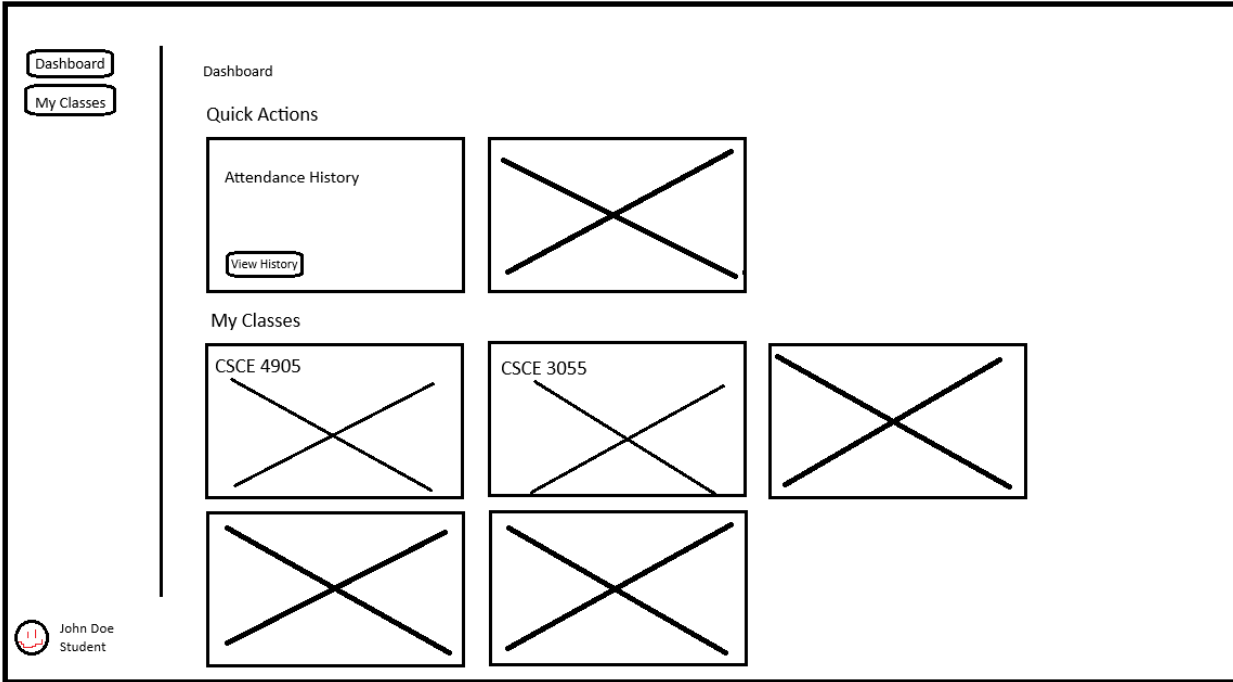 Dashboard
My Classes
Dashboard
Quick Actions
Attendance History
View History
My Classes
CSCE 4905
CSCE 3055
John Doe
Student